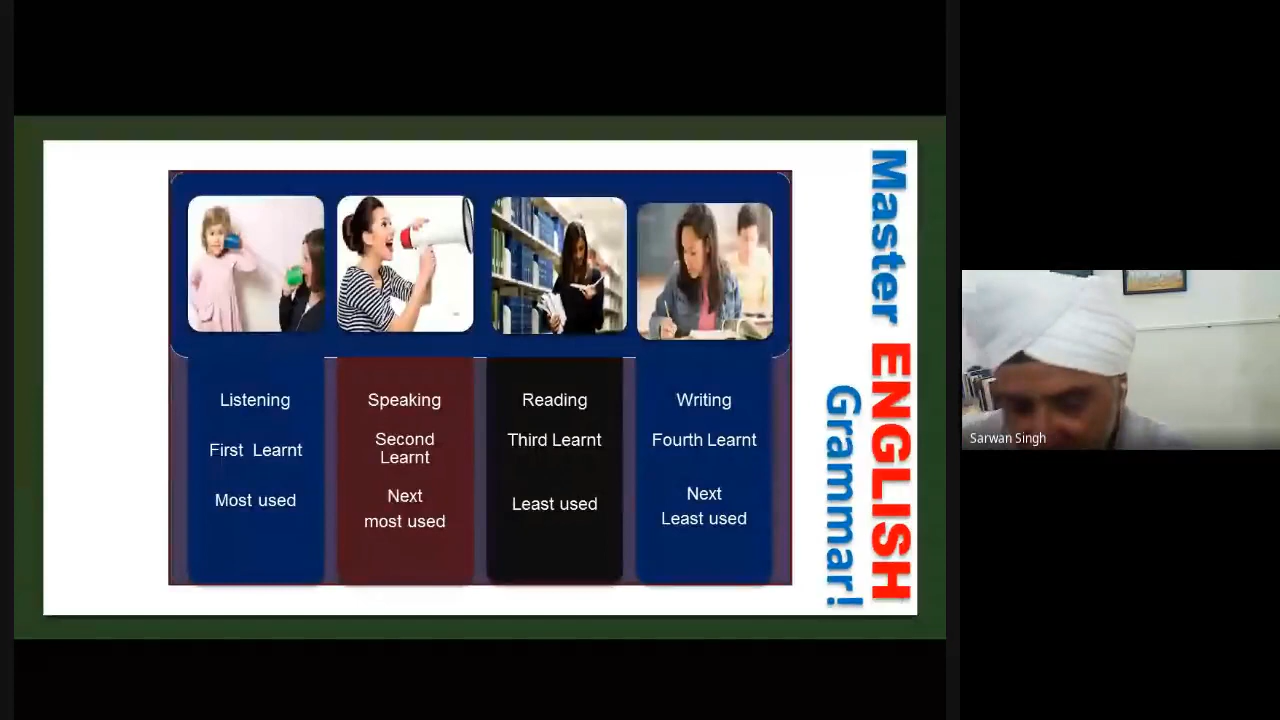 Listening
First Learnt
Most used
Speaking
Second
Learnt
Next
most used
Reading
Third Learnt
Least used
Writing
Fourth Learnt
Next
Least used
Master ENGLISH
Grammar!
Sarwan Singh